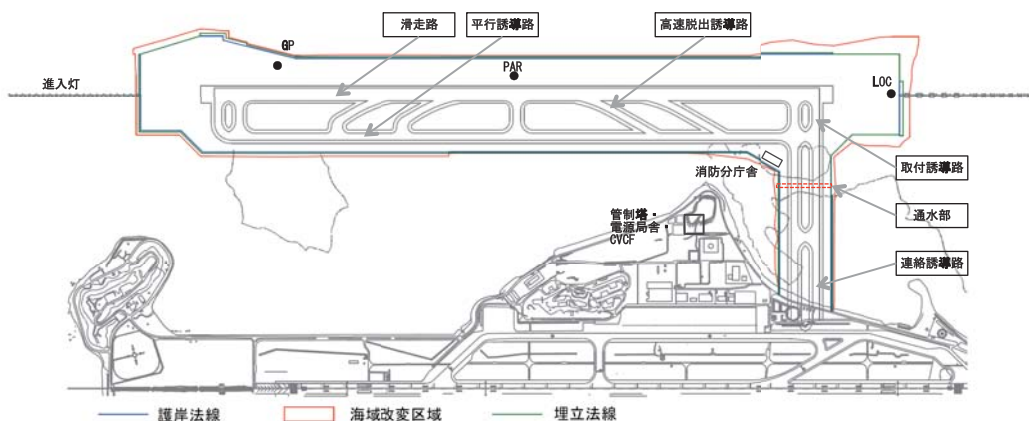 滑走路
平行誘導路
高速脱出誘導路
GP
PAR
LOC
進入灯
取付誘導路
消防分庁舎
通水部
管制塔
電源局舎
CVCF
連絡誘導路
護岸法線
海域改変区域
埋立法線